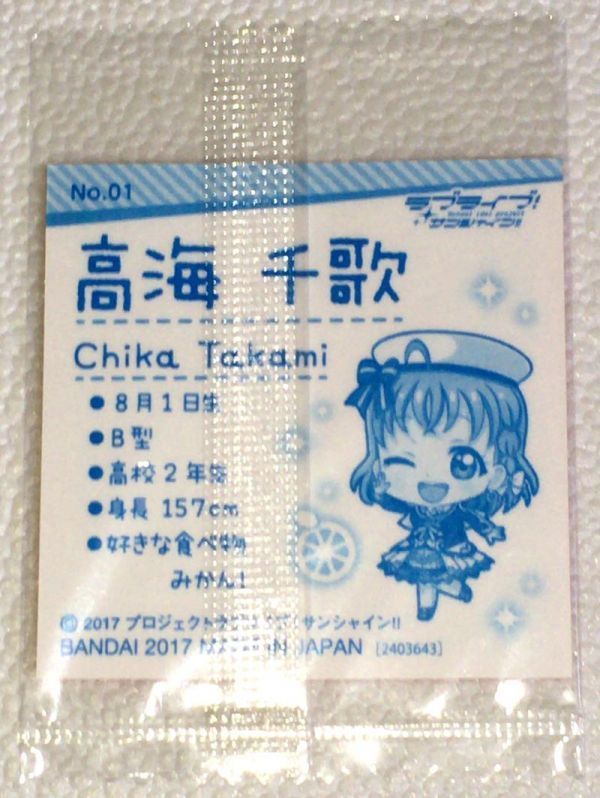 No.01
ラブライブ!
School idol project
サンシャイン!!
高海 千歌
Chika Takami
●8月1日生
●B型
●高校2年生
●身長 157cm
●好きな食べ物
みかん!
© 2017 プロジェクトラブライブ!サンシャイン!!
BANDAI 2017 MADE IN JAPAN [2403643]